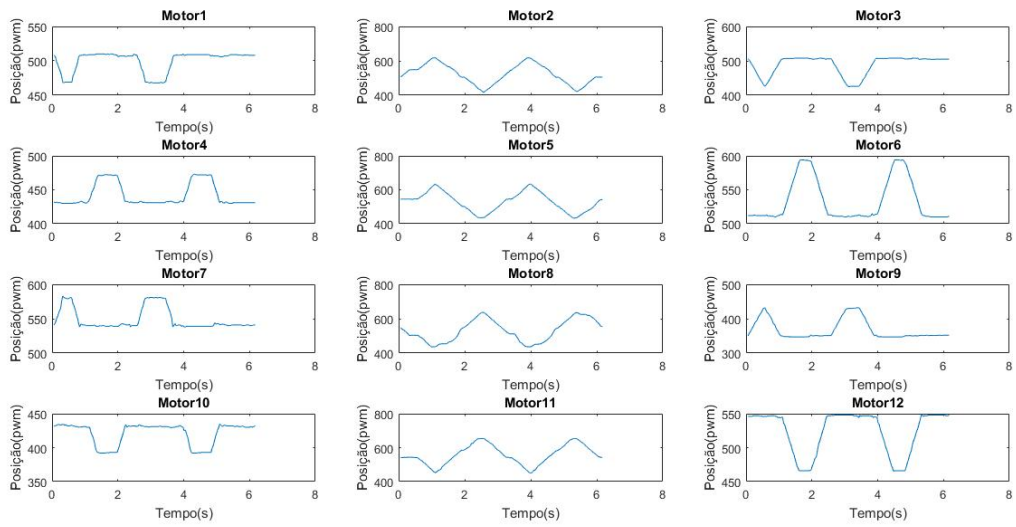 Motor1
550
500
450
Posição(pwm)
0 2 4 6 8
Tempo(s)
Motor2
800
600
400
Posição(pwm)
0 2 4 6 8
Tempo(s)
Motor3
600
500
400
Posição(pwm)
0 2 4 6 8
Tempo(s)
Motor4
500
450
400
Posição(pwm)
0 2 4 6 8
Tempo(s)
Motor5
800
600
400
Posição(pwm)
0 2 4 6 8
Tempo(s)
Motor6
600
550
500
Posição(pwm)
0 2 4 6 8
Tempo(s)
Motor7
600
550
500
Posição(pwm)
0 2 4 6 8
Tempo(s)
Motor8
800
600
400
Posição(pwm)
0 2 4 6 8
Tempo(s)
Motor9
500
400
300
Posição(pwm)
0 2 4 6 8
Tempo(s)
Motor10
450
400
350
Posição(pwm)
0 2 4 6 8
Tempo(s)
Motor11
800
600
400
Posição(pwm)
0 2 4 6 8
Tempo(s)
Motor12
550
500
450
Posição(pwm)
0 2 4 6 8
Tempo(s)